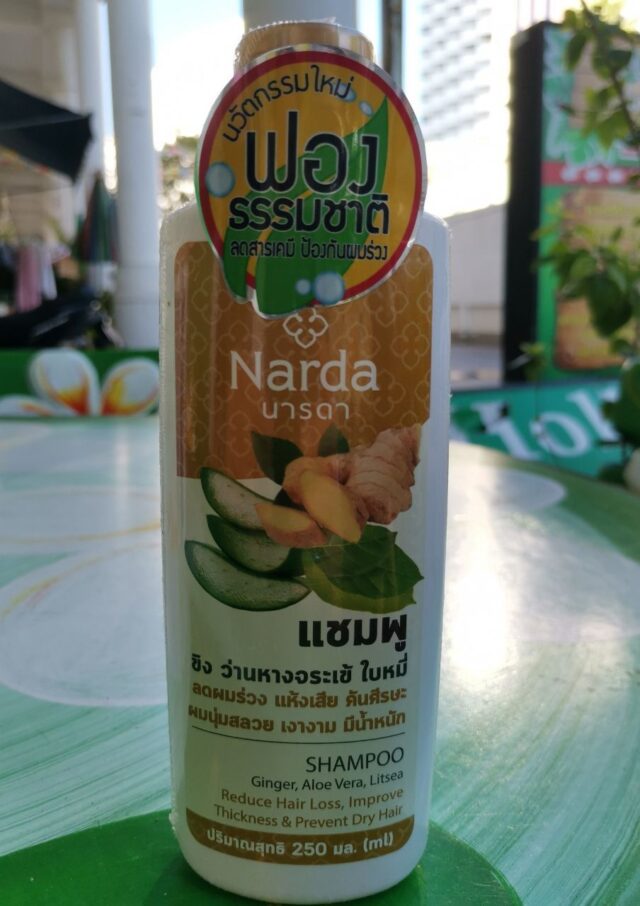 นวัตกรรมใหม่
ฟอง
ธรรมชาติ
ลดสารเคมี ป้องกันผมร่วง
Narda
นารดา
แชมพู
ขิง ว่านหางจระเข้ ใบหมี่
ลดผมร่วง แห้งเสีย คันศีรษะ
ผมนุ่มสลวย เงางาม มีน้ำหนัก
SHAMPOO
Ginger, Aloe Vera, Litsea
Reduce Hair Loss, Improve
Thickness & Prevent Dry Hair
ปริมาณสุทธิ 250 มล. (ml)